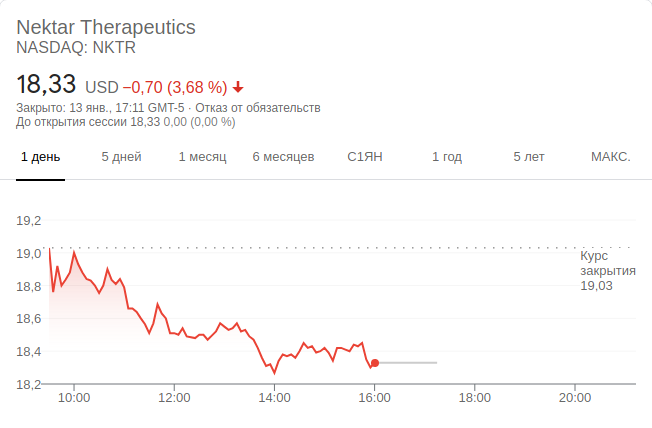 Nektar Therapeutics
NASDAQ: NKTR
18,33 USD −0,70 (3,68 %)
Закрыто: 13 янв., 17:11 GMT-5 · Отказ от обязательств
До открытия сессии 18,33 0,00 (0,00 %)
1 день 5 дней 1 месяц 6 месяцев С1ЯН 1 год 5 лет МАКС.
19,2
19,0
Курс
закрытия
19,03
18,8
18,6
18,4
18,2
10:00 12:00 14:00 16:00 18:00 20:00